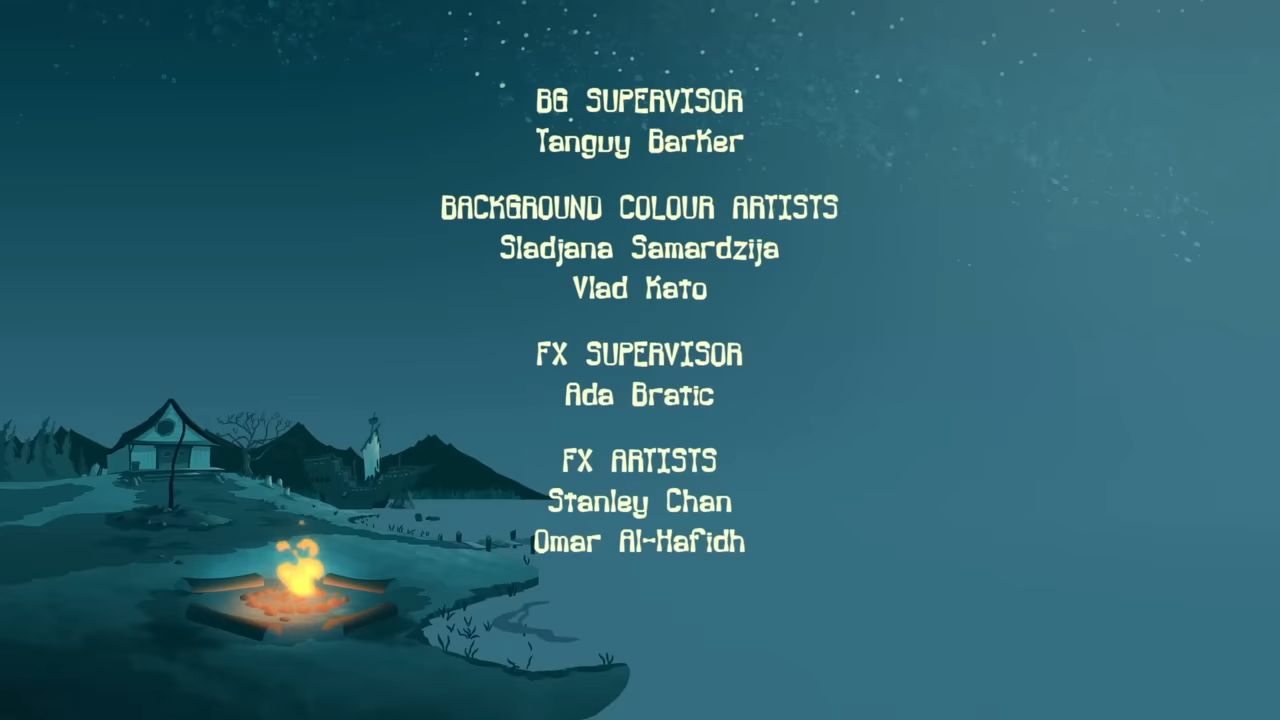 BG SUPERVISOR
Tanguy Barker
BACKGROUND COLOUR ARTISTS
Sladjana Samardzija
Vlad Kato
FX SUPERVISOR
Ada Bratic
FX ARTISTS
Stanley Chan
Omar Al-Hafidh